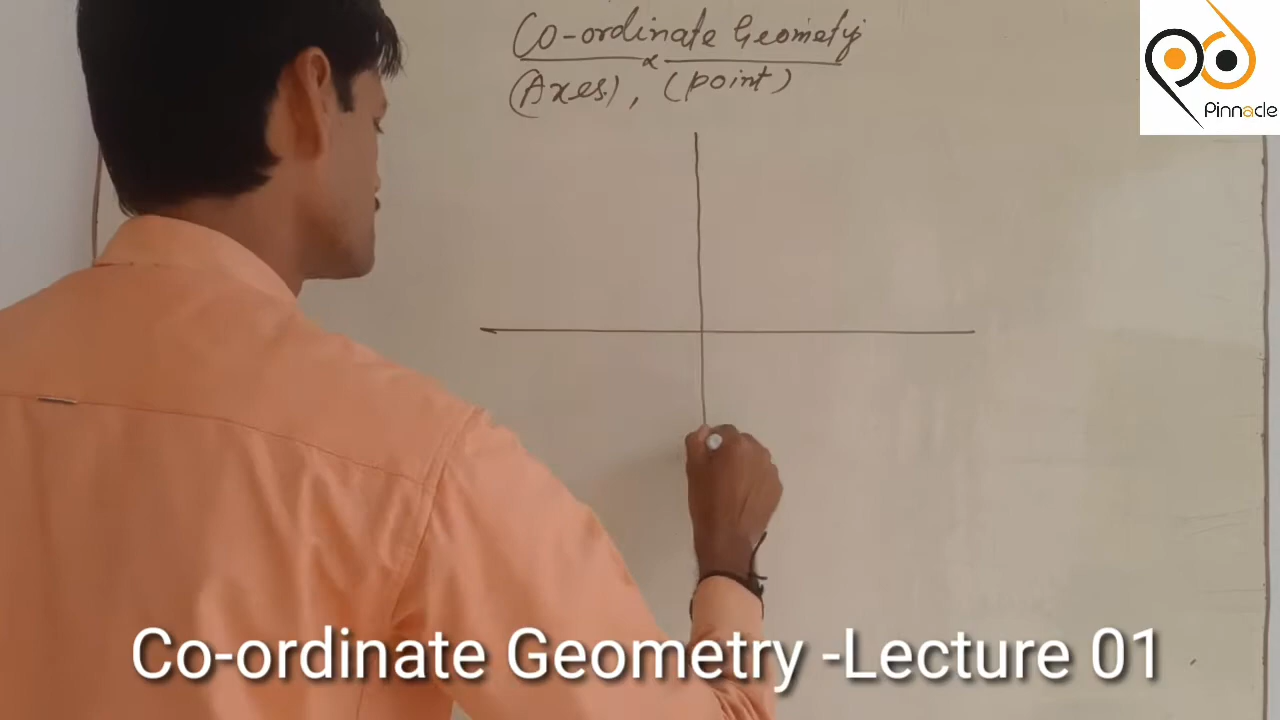 Co-ordinate Geometry
(Axes), (point)
Pinnacle
Co-ordinate Geometry -Lecture 01